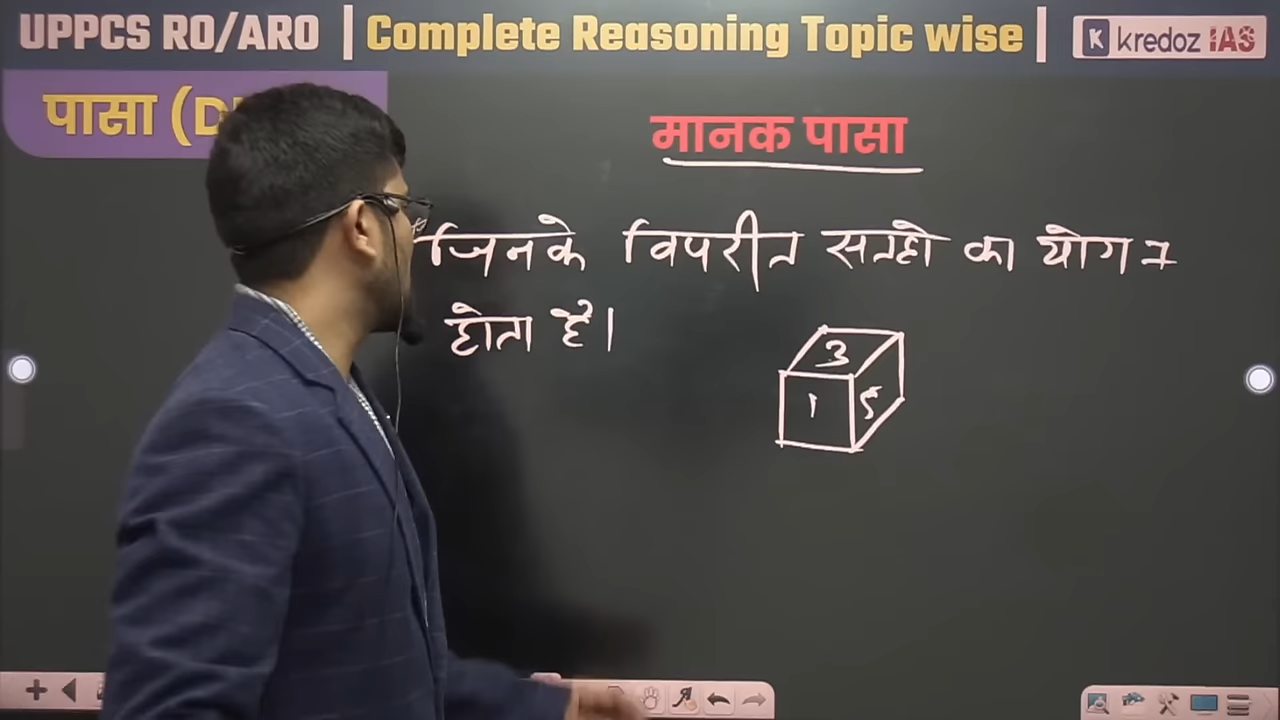 UPPCS RO/ARO | Complete Reasoning Topic wise |
K kredoz IAS
पासा (D
मानक पासा
जिनके विपरीत सतहो का योग 7
होता है।
3
1 5